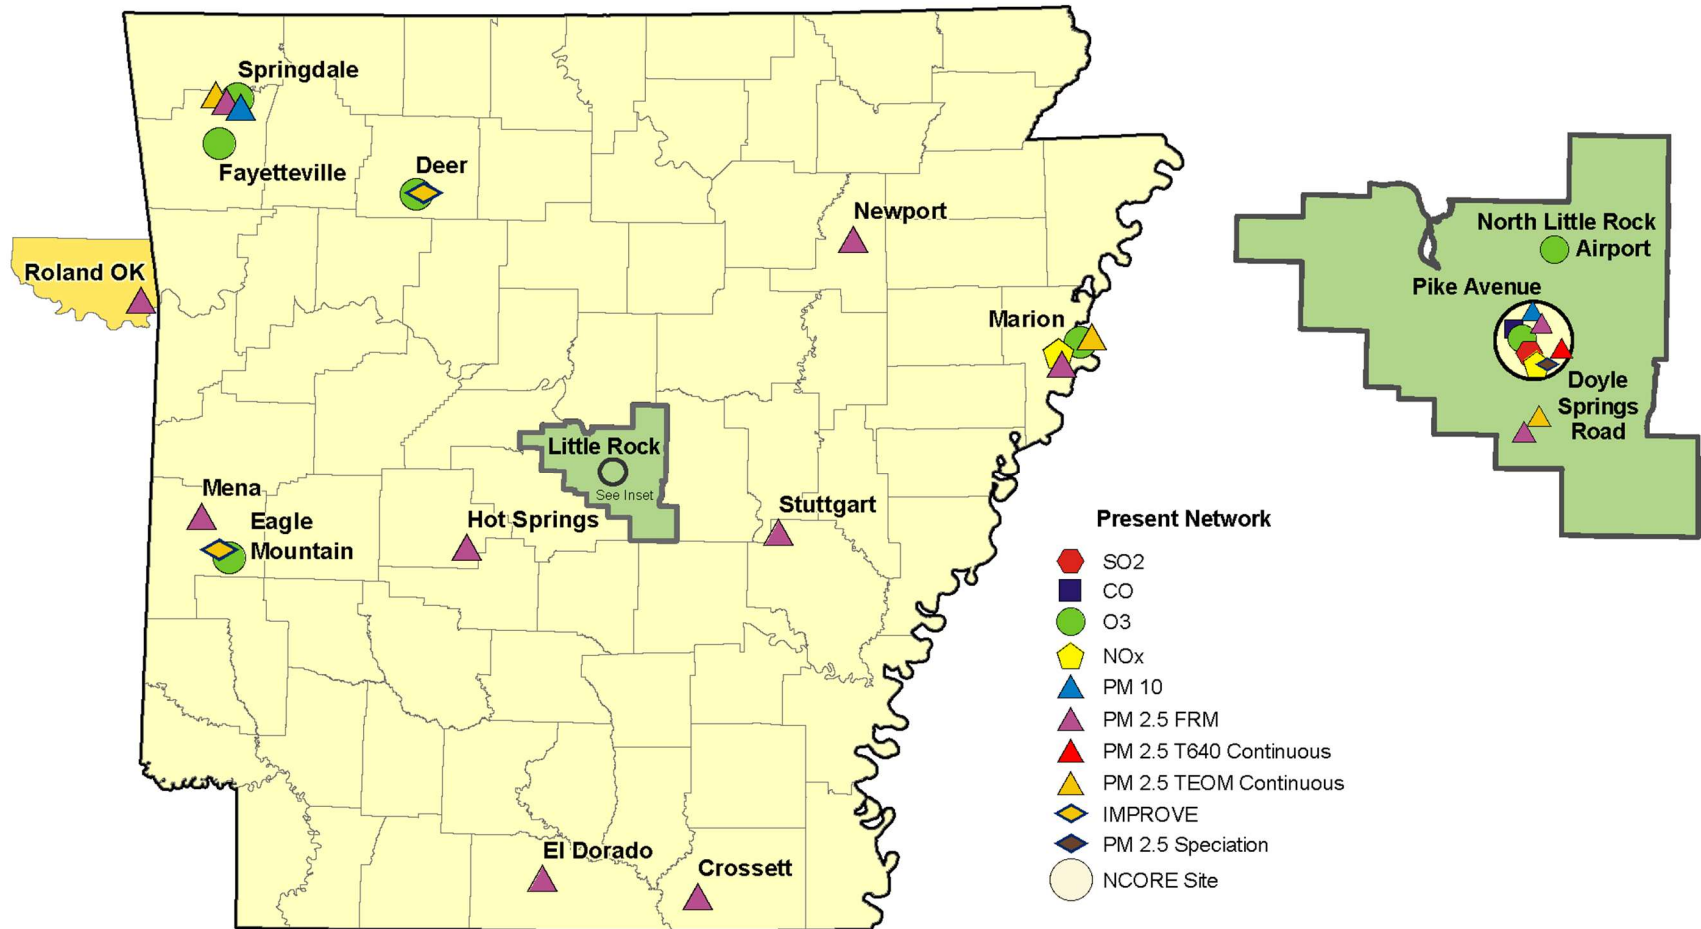 Springdale
Fayetteville
Deer
Newport
Roland OK
Marion
Little Rock
See Inset
Mena
Eagle
Mountain
Hot Springs
Stuttgart
El Dorado
Crossett
North Little Rock
Airport
Pike Avenue
Doyle
Springs
Road
Present Network
SO2
CO
O3
NOx
PM 10
PM 2.5 FRM
PM 2.5 T640 Continuous
PM 2.5 TEOM Continuous
IMPROVE
PM 2.5 Speciation
NCORE Site